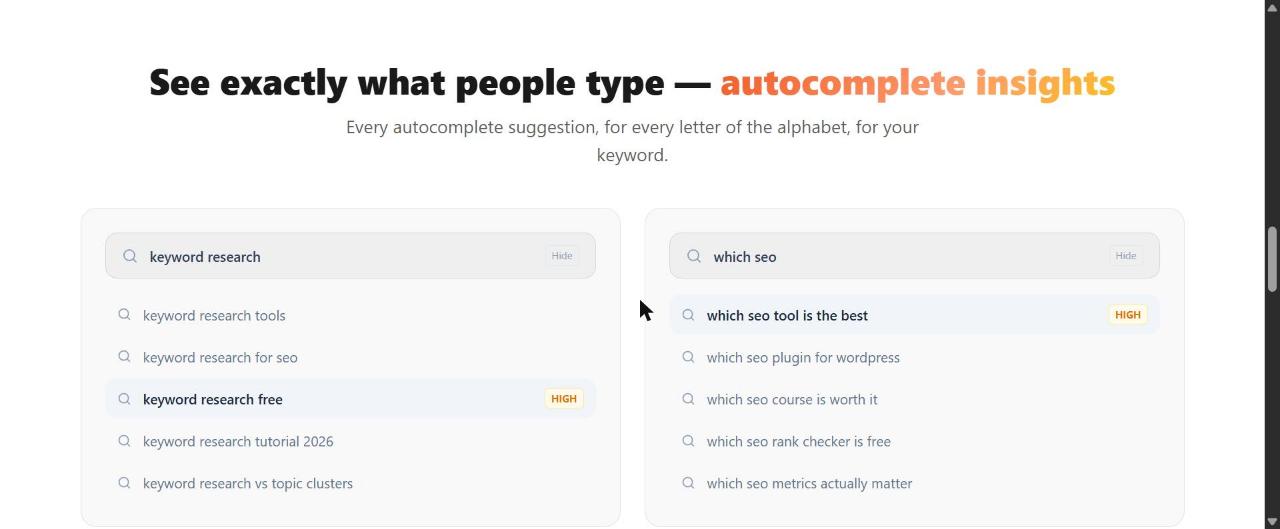 See exactly what people type — autocomplete insights
Every autocomplete suggestion, for every letter of the alphabet, for your
keyword.
keyword research
Hide
keyword research tools
keyword research for seo
keyword research free
HIGH
keyword research tutorial 2026
keyword research vs topic clusters
which seo
Hide
which seo tool is the best
HIGH
which seo plugin for wordpress
which seo course is worth it
which seo rank checker is free
which seo metrics actually matter